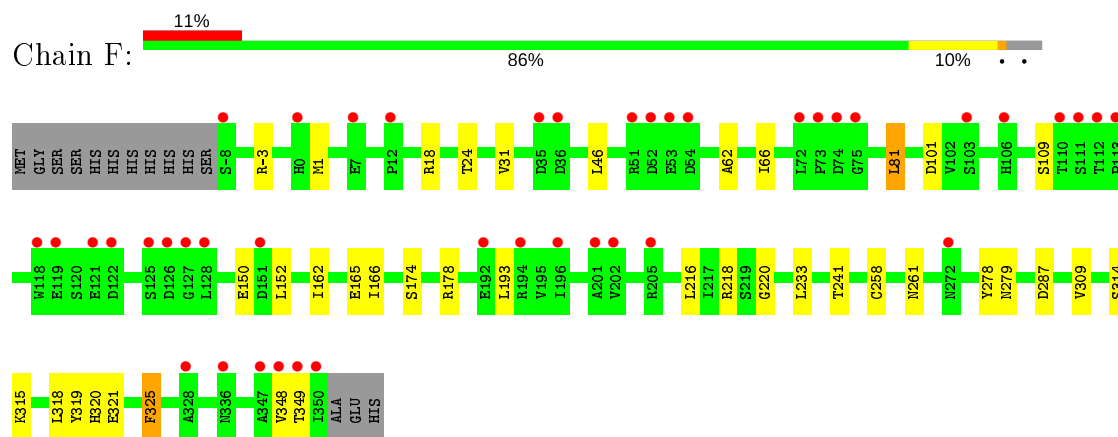 11%
Chain F:
86% 10% • •
MET GLY SER SER HIS HIS HIS HIS HIS HIS SER S-8 R-3 H0 M1 E7 P12 R18 T24 V31 D35 D36 L46 R51 D52 E53 D54 A62 I66 L72 P73 D74 G75 L81 D101 V102 S103 H106 S109 T110 S111 T112 P113
W118 E119 S120 E121 D122 S125 D126 G127 L128 E150 D151 L152 I162 E165 I166 S174 R178 E192 L193 R194 V195 I196 A201 V202 R205 L216 I217 R218 S219 G220 L233 T241 C258 N261 N272 Y278 N279 D287 V309 S314
K315 L318 Y319 H320 E321 F325 A328 N336 A347 V348 T349 I350 ALA GLU HIS